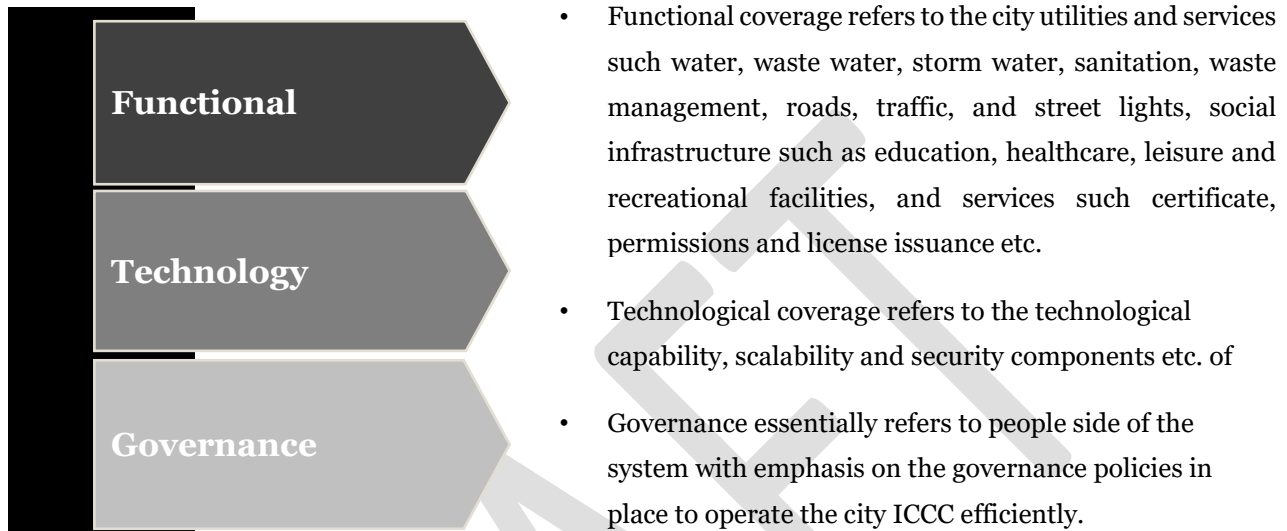 Functional
• Functional coverage refers to the city utilities and services
such water, waste water, storm water, sanitation, waste
management, roads, traffic, and street lights, social
infrastructure such as education, healthcare, leisure and
recreational facilities, and services such certificate,
permissions and license issuance etc.
Technology
• Technological coverage refers to the technological
capability, scalability and security components etc. of
Governance
• Governance essentially refers to people side of the
system with emphasis on the governance policies in
place to operate the city ICCC efficiently.